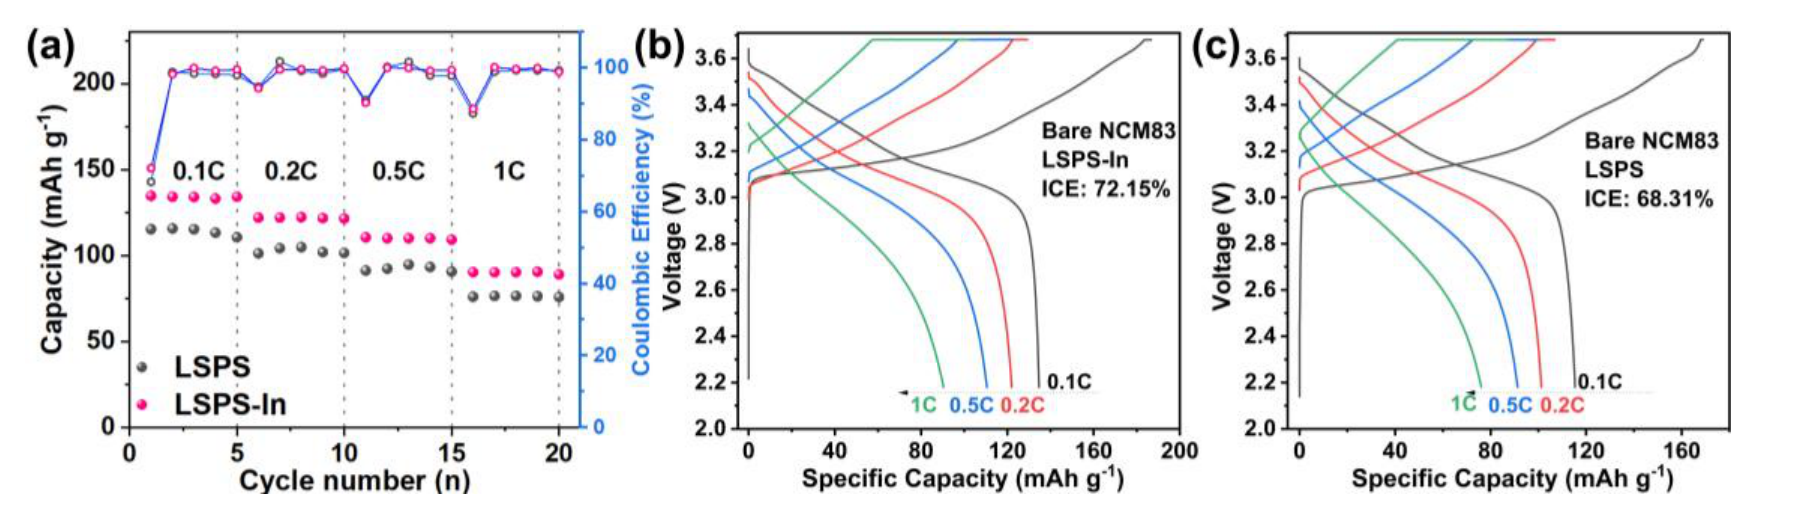 (a)
Capacity (mAh g-1)
200
150
100
50
0
0.1C
0.2C
0.5C
1C
LSPS
LSPS-In
0
5
10
15
20
Cycle number (n)
100
80
60
40
20
0
Coulombic Efficiency (%)
(b)
Voltage (V)
3.6
3.4
3.2
3.0
2.8
2.6
2.4
2.2
2.0
Bare NCM83
LSPS-In
ICE: 72.15%
0.1C
1C 0.5C 0.2C
0
40
80
120
160
200
Specific Capacity (mAh g-1)
(c)
Voltage (V)
3.6
3.4
3.2
3.0
2.8
2.6
2.4
2.2
2.0
Bare NCM83
LSPS
ICE: 68.31%
0.1C
1C 0.5C 0.2C
0
40
80
120
160
Specific Capacity (mAh g-1)